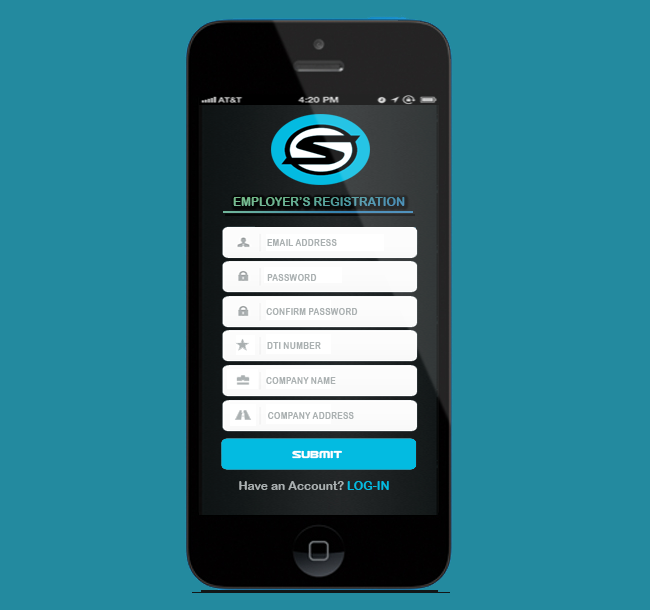 AT&T 4:20 PM
S
EMPLOYER'S REGISTRATION
EMAIL ADDRESS
PASSWORD
CONFIRM PASSWORD
DTI NUMBER
COMPANY NAME
COMPANY ADDRESS
SUBMIT
Have an Account? LOG-IN